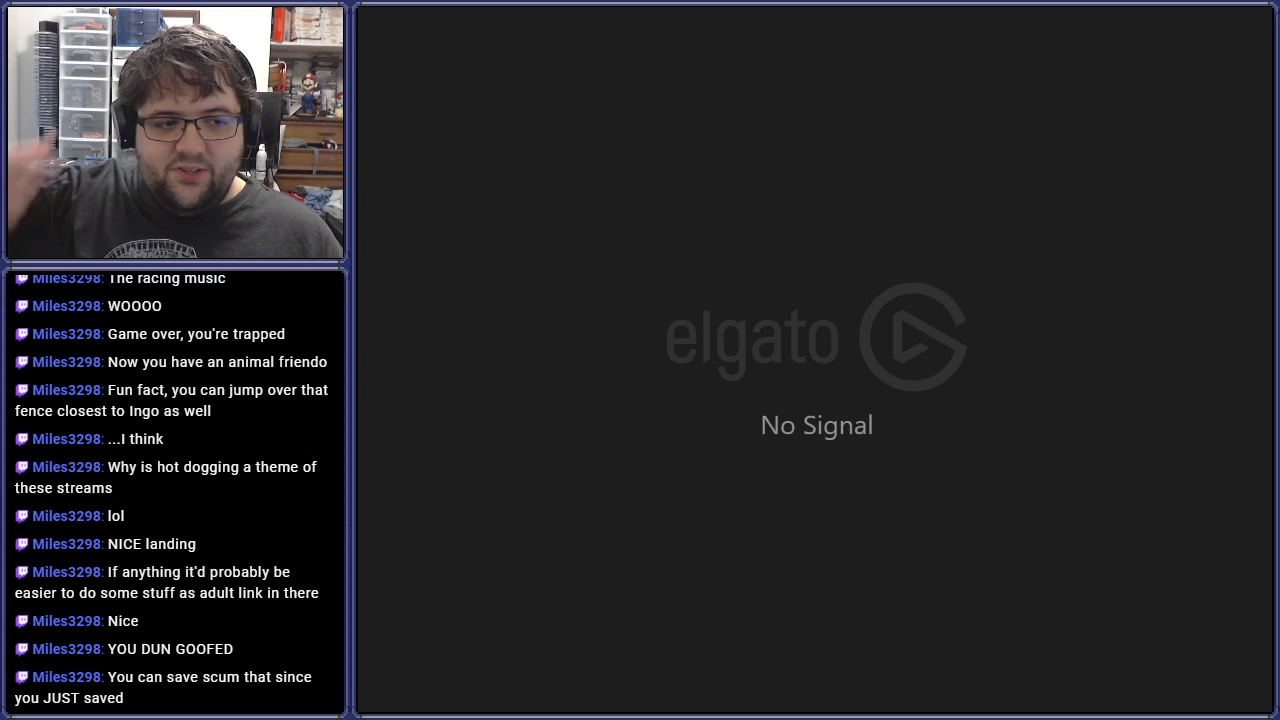 Miles3298: The racing music
Miles3298: WOOOO
Miles3298: Game over, you're trapped
Miles3298: Now you have an animal friendo
Miles3298: Fun fact, you can jump over that
fence closest to Ingo as well
Miles3298: ...I think
Miles3298: Why is hot dogging a theme of
these streams
Miles3298: lol
Miles3298: NICE landing
Miles3298: If anything it'd probably be
easier to do some stuff as adult link in there
Miles3298: Nice
Miles3298: YOU DUN GOOFED
Miles3298: You can save scum that since
you JUST saved
elgato
No Signal